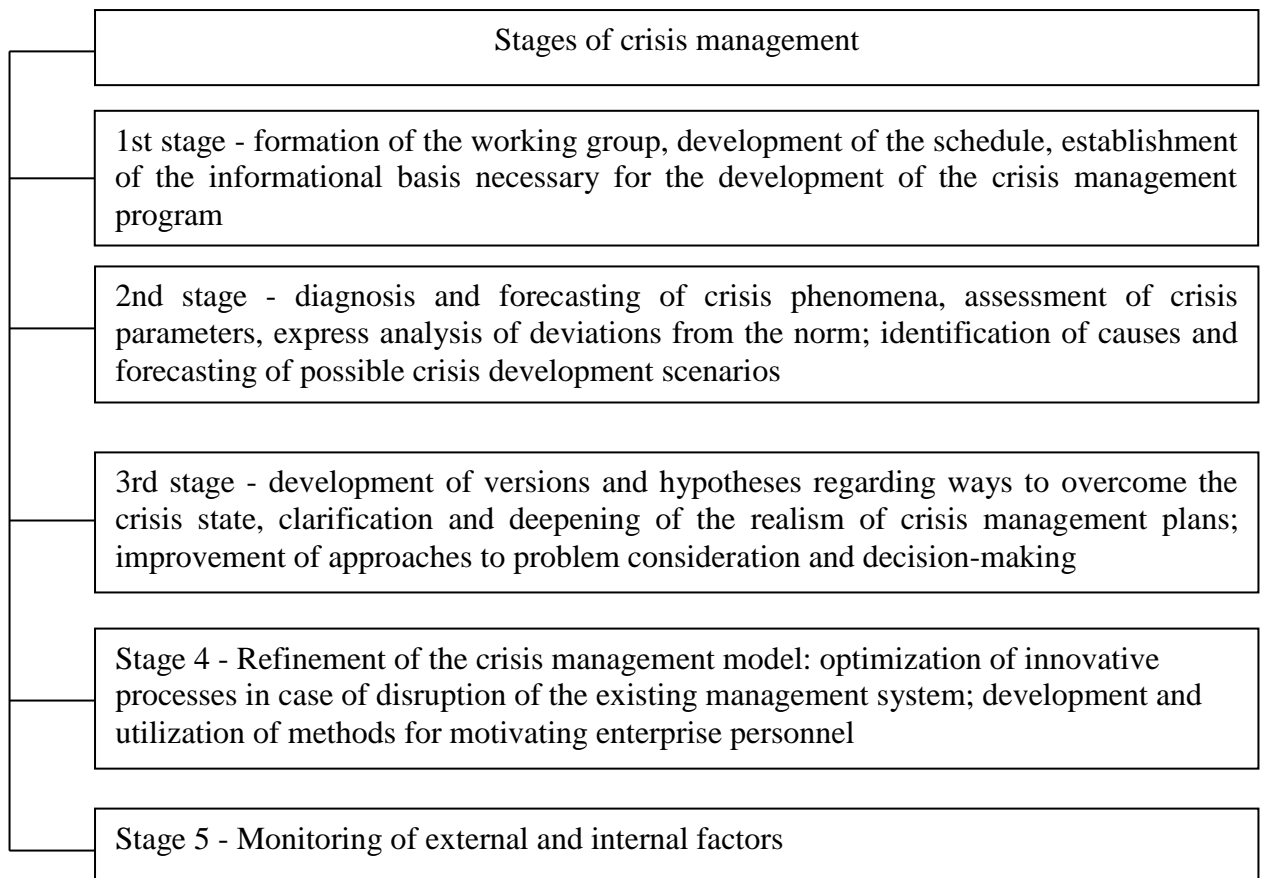 Stages of crisis management
1st stage - formation of the working group, development of the schedule, establishment
of the informational basis necessary for the development of the crisis management
program
2nd stage - diagnosis and forecasting of crisis phenomena, assessment of crisis
parameters, express analysis of deviations from the norm; identification of causes and
forecasting of possible crisis development scenarios
3rd stage - development of versions and hypotheses regarding ways to overcome the
crisis state, clarification and deepening of the realism of crisis management plans;
improvement of approaches to problem consideration and decision-making
Stage 4 - Refinement of the crisis management model: optimization of innovative
processes in case of disruption of the existing management system; development and
utilization of methods for motivating enterprise personnel
Stage 5 - Monitoring of external and internal factors